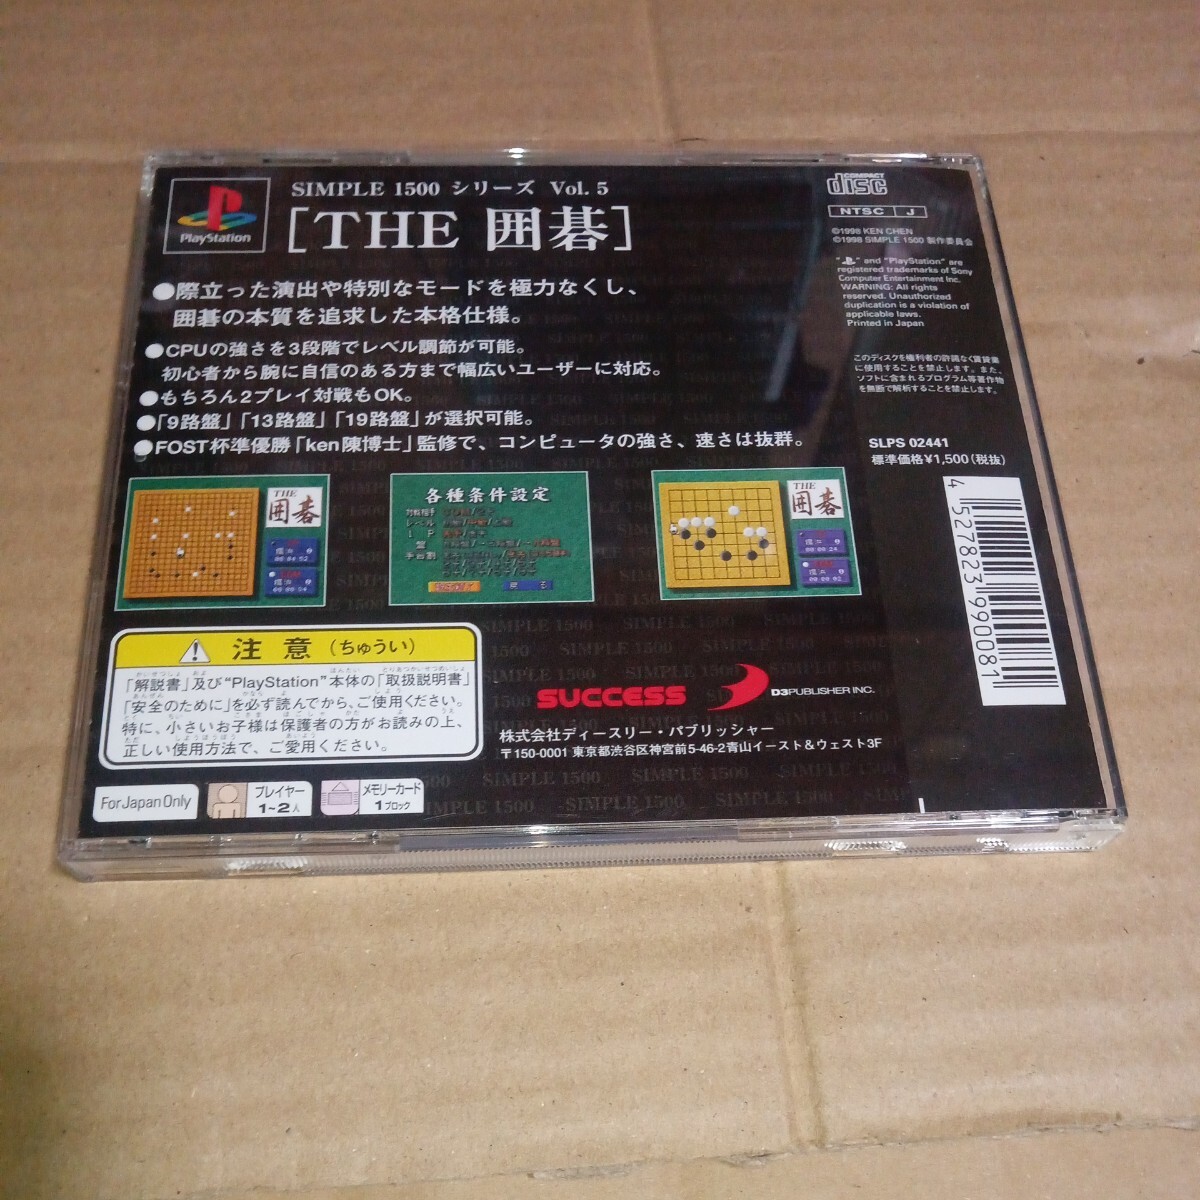 PlayStation
SIMPLE 1500 シリーズ Vol. 5
[THE 囲碁]
COMPACT
disc
NTSC J
©1998 KEN CHEN
©1998 SIMPLE 1500 製作委員会
" " and "PlayStation" are
registered trademarks of Sony
Computer Entertainment Inc.
WARNING: All rights
reserved. Unauthorized
duplication is a violation of
applicable laws.
Printed in Japan
●際立った演出や特別なモードを極力なくし、
囲碁の本質を追求した本格仕様。
●CPUの強さを3段階でレベル調節が可能。
初心者から腕に自信のある方まで幅広いユーザーに対応。
●もちろん2プレイ対戦もOK。
●「9路盤」「13路盤」「19路盤」が選択可能。
●FOST杯準優勝「ken陳博士」監修で、コンピュータの強さ、速さは抜群。
このディスクを権利者の許諾なく賃貸業
に使用することを禁止します。また、
ソフトに含まれるプログラム等著作物
を無断で解析することを禁止します。
SLPS 02441
標準価格¥1,500(税抜)
4 527823 990081
THE
囲碁
各種条件設定
対戦相手
レベル
1 P
盤
手合割
THE
囲碁
注意(ちゅうい)
「解説書」及び"PlayStation"本体の「取扱説明書」
「安全のために」を必ず読んでから、ご使用ください。
特に、小さいお子様は保護者の方がお読みの上、
正しい使用方法で、ご愛用ください。
SUCCESS
D3PUBLISHER INC.
株式会社ディースリー・パブリッシャー
〒150-0001 東京都渋谷区神宮前5-46-2青山イースト&ウェスト3F
For Japan Only
プレイヤー
1~2人
メモリーカード
1ブロック
SIMPLE 1500